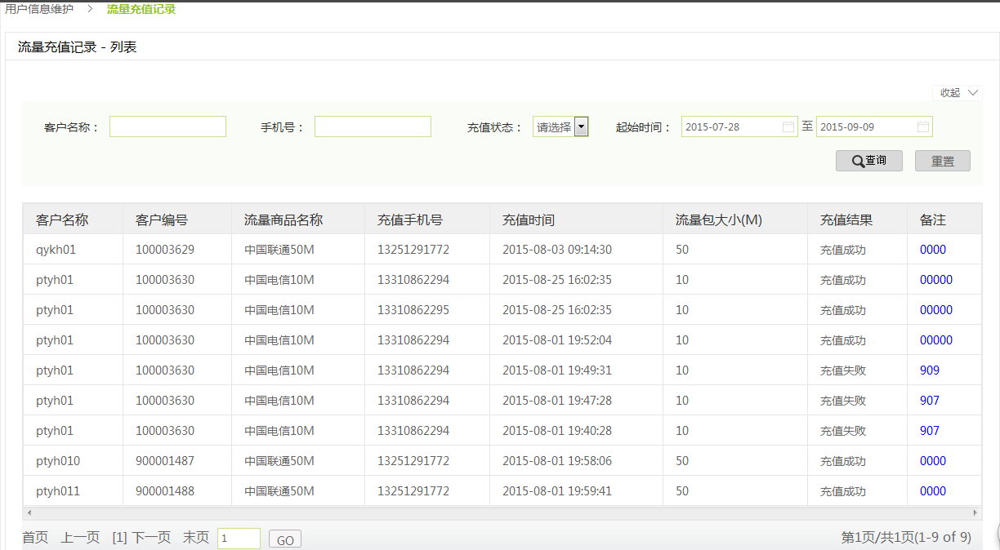 用户信息维护 > 流量充值记录
流量充值记录 - 列表
收起
客户名称： 手机号： 充值状态： 请选择 起始时间： 2015-07-28 至 2015-09-09
查询 重置
客户名称 客户编号 流量商品名称 充值手机号 充值时间 流量包大小(M) 充值结果 备注
qykh01 100003629 中国联通50M 13251291772 2015-08-03 09:14:30 50 充值成功 0000
ptyh01 100003630 中国电信10M 13310862294 2015-08-25 16:02:35 10 充值成功 00000
ptyh01 100003630 中国电信10M 13310862295 2015-08-25 16:02:35 10 充值成功 00000
ptyh01 100003630 中国电信10M 13310862294 2015-08-01 19:52:04 10 充值成功 00000
ptyh01 100003630 中国电信10M 13310862294 2015-08-01 19:49:31 10 充值失败 909
ptyh01 100003630 中国电信10M 13310862294 2015-08-01 19:47:28 10 充值失败 907
ptyh01 100003630 中国电信10M 13310862294 2015-08-01 19:40:28 10 充值失败 907
ptyh010 900001487 中国联通50M 13251291772 2015-08-01 19:58:06 50 充值成功 0000
ptyh011 900001488 中国联通50M 13251291772 2015-08-01 19:59:41 50 充值成功 0000
首页 上一页 [1] 下一页 末页 1 GO 第1页/共1页(1-9 of 9)